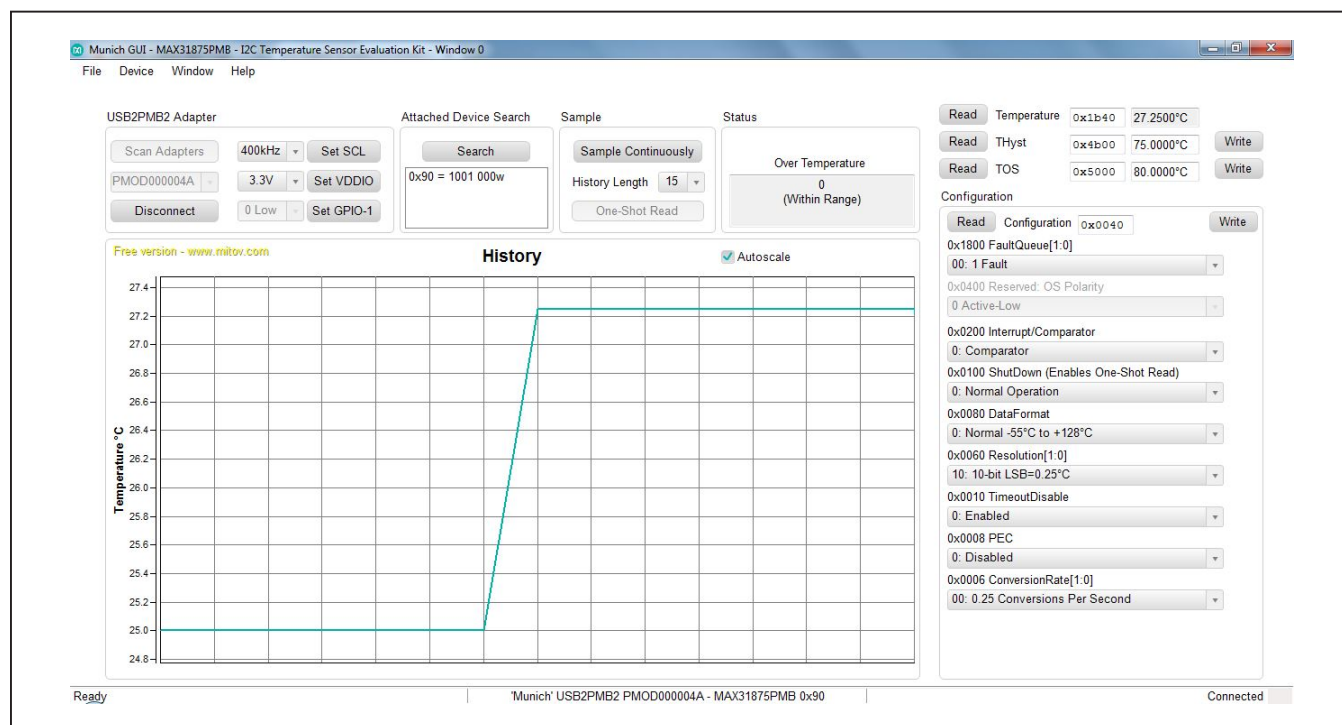 Munich GUI - MAX31875PMB - I2C Temperature Sensor Evaluation Kit - Window 0
File Device Window Help
USB2PMB2 Adapter
Scan Adapters 400kHz Set SCL
PMOD000004A 3.3V Set VDDIO
Disconnect 0 Low Set GPIO-1
Attached Device Search
Search
0x90 = 1001 000w
Sample
Sample Continuously
History Length 15
One-Shot Read
Status
Over Temperature
0
(Within Range)
Read Temperature 0x1b40 27.2500°C
Read THyst 0x4b00 75.0000°C Write
Read TOS 0x5000 80.0000°C Write
Configuration
Read Configuration 0x0040 Write
0x1800 FaultQueue[1:0]
00: 1 Fault
0x0400 Reserved: OS Polarity
0 Active-Low
0x0200 Interrupt/Comparator
0: Comparator
0x0100 ShutDown (Enables One-Shot Read)
0: Normal Operation
0x0080 DataFormat
0: Normal -55°C to +128°C
0x0060 Resolution[1:0]
10: 10-bit LSB=0.25°C
0x0010 TimeoutDisable
0: Enabled
0x0008 PEC
0: Disabled
0x0006 ConversionRate[1:0]
00: 0.25 Conversions Per Second
Free version - www.mitov.com
History
Autoscale
Temperature °C
27.4
27.2
27.0
26.8
26.6
26.4
26.2
26.0
25.8
25.6
25.4
25.2
25.0
24.8
Ready 'Munich' USB2PMB2 PMOD000004A - MAX31875PMB 0x90 Connected